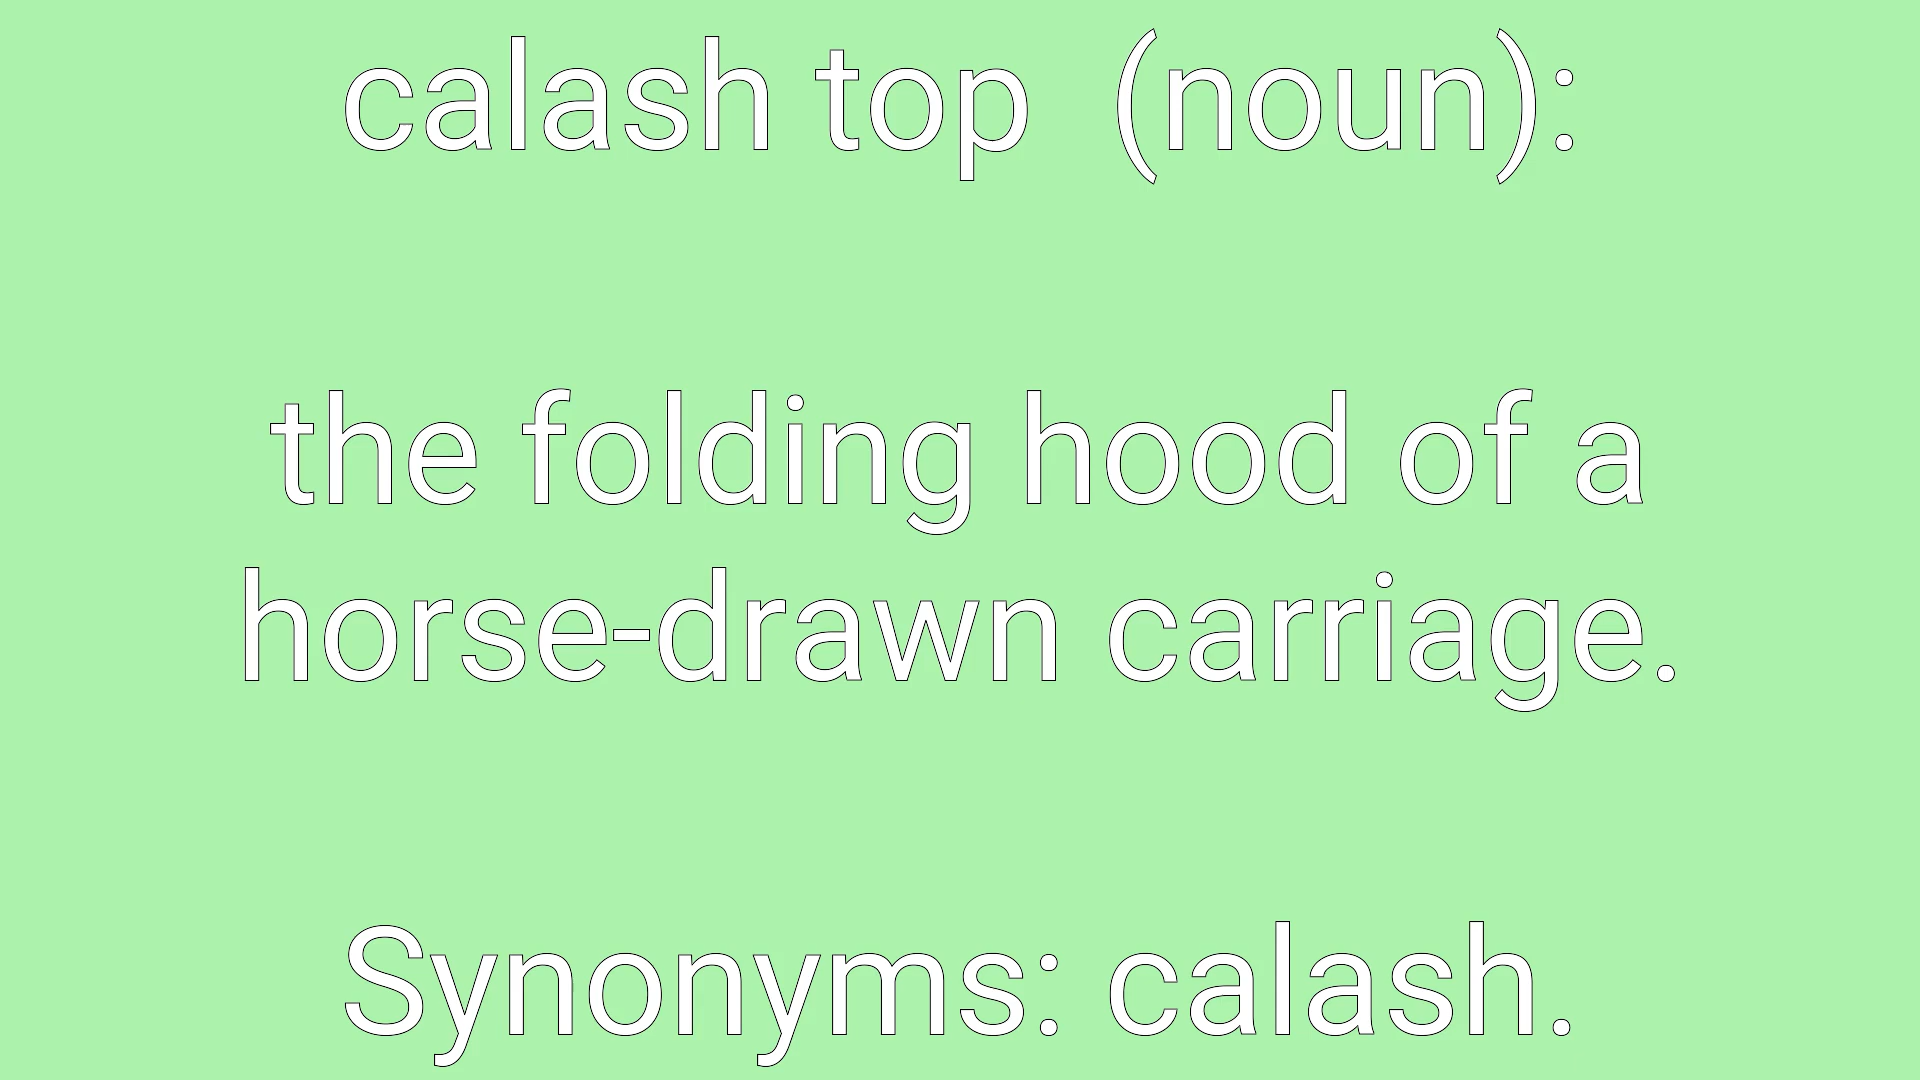 calash top  (noun):
the folding hood of a
horse-drawn carriage.
Synonyms: calash.